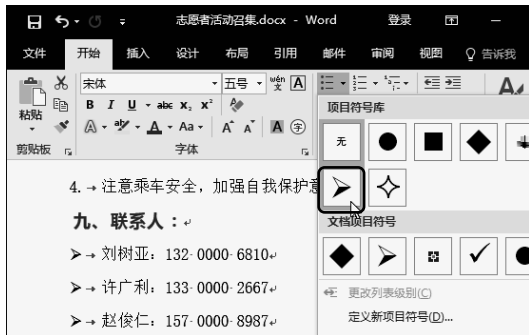 志愿者活动召集.docx - Word 登录
文件 开始 插入 设计 布局 引用 邮件 审阅 视图 告诉我
宋体 五号 wén 文 A
粘贴 B I U abc x₂ x²
A aby A Aa A A A 字
剪贴板 字体
项目符号库
无
4.→注意乘车安全，加强自我保护
九、联系人：↵
文档项目符号
➢→刘树亚：132-0000-6810↵
➢→许广利：133-0000-2667↵
更改列表级别(C)
➢→赵俊仁：157-0000-8987↵
定义新项目符号(D)...